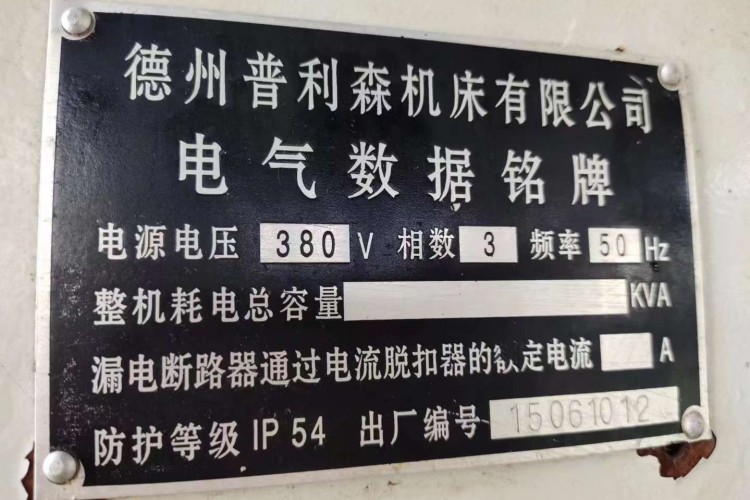 德州普利森机床有限公司
电气数据铭牌
电源电压 380 V 相数 3 频率 50 Hz
整机耗电总容量 KVA
漏电断路器通过电流脱扣器的额定电流 A
防护等级 IP 54 出厂编号 15061012